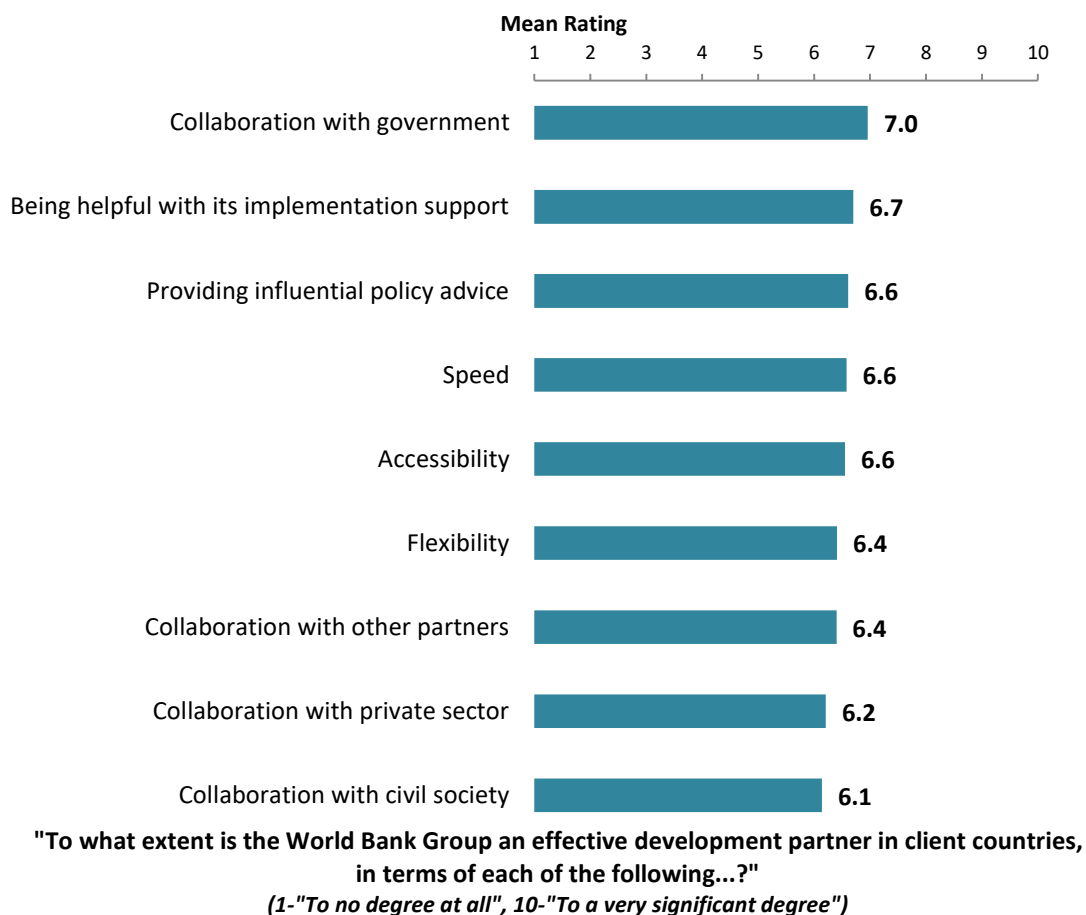 Mean Rating
1 2 3 4 5 6 7 8 9 10
Collaboration with government 7.0
Being helpful with its implementation support 6.7
Providing influential policy advice 6.6
Speed 6.6
Accessibility 6.6
Flexibility 6.4
Collaboration with other partners 6.4
Collaboration with private sector 6.2
Collaboration with civil society 6.1
"To what extent is the World Bank Group an effective development partner in client countries,
in terms of each of the following...?"
(1-"To no degree at all", 10-"To a very significant degree")